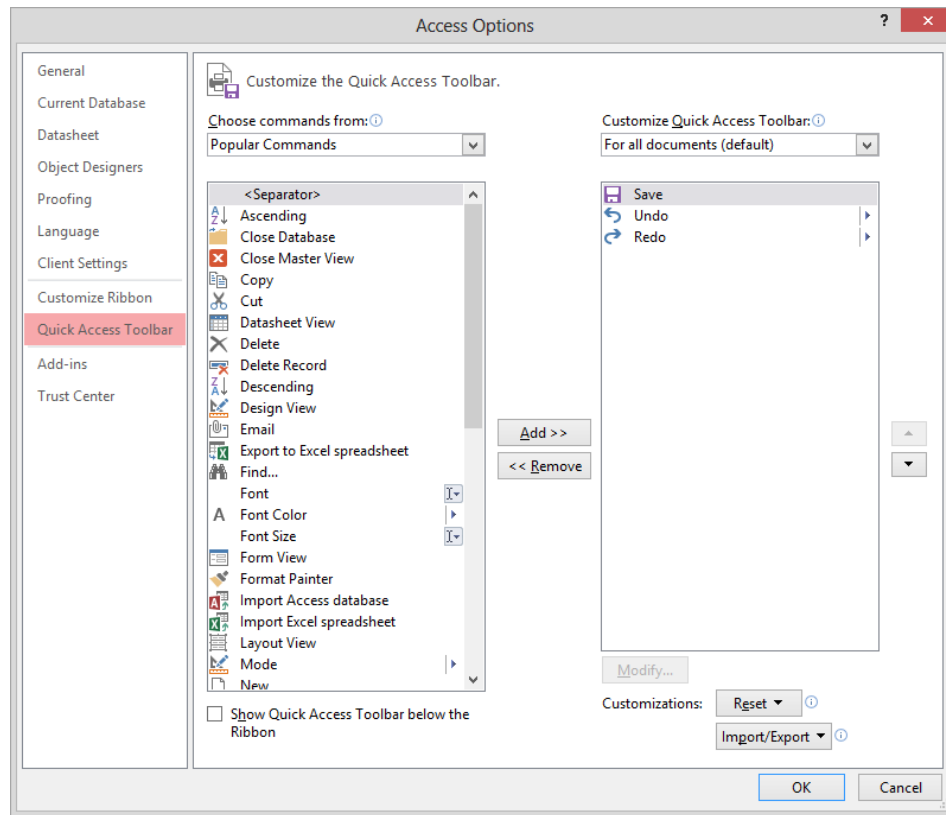 Access Options
?
General
Current Database
Datasheet
Object Designers
Proofing
Language
Client Settings
Customize Ribbon
Quick Access Toolbar
Add-ins
Trust Center
Customize the Quick Access Toolbar.
Choose commands from:
Popular Commands
<Separator>
Ascending
Close Database
Close Master View
Copy
Cut
Datasheet View
Delete
Delete Record
Descending
Design View
Email
Export to Excel spreadsheet
Find...
Font
Font Color
Font Size
Form View
Format Painter
Import Access database
Import Excel spreadsheet
Layout View
Mode
New
Show Quick Access Toolbar below the
Ribbon
Add >>
<< Remove
Customize Quick Access Toolbar:
For all documents (default)
Save
Undo
Redo
Modify...
Customizations:
Reset
Import/Export
OK
Cancel